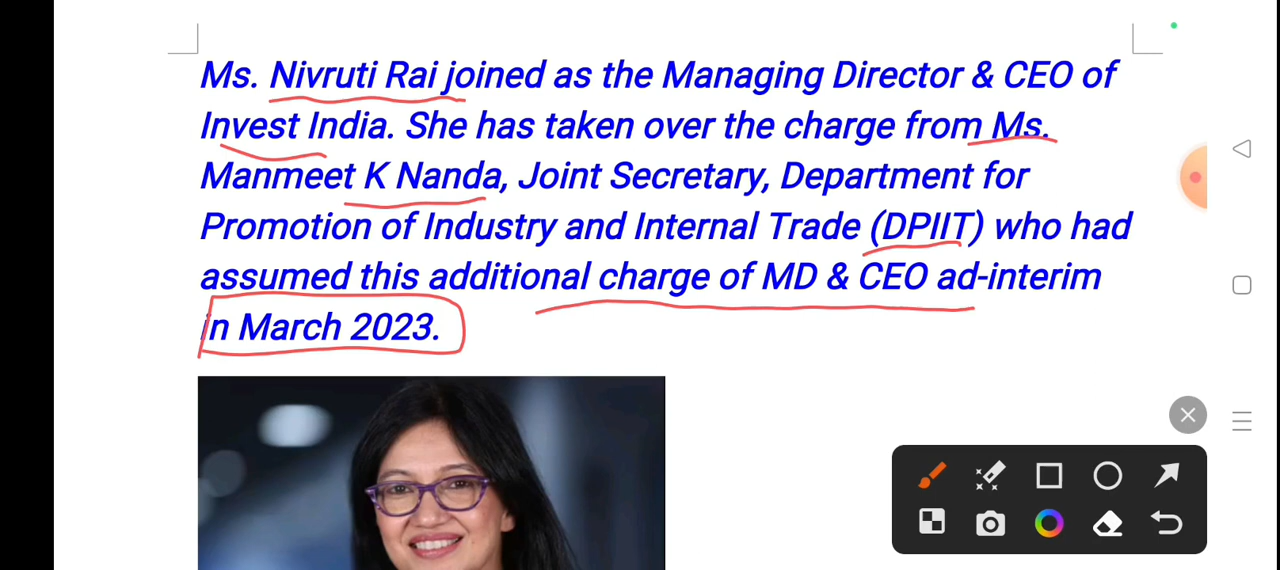 Ms. Nivruti Rai joined as the Managing Director & CEO of
Invest India. She has taken over the charge from Ms.
Manmeet K Nanda, Joint Secretary, Department for
Promotion of Industry and Internal Trade (DPIIT) who had
assumed this additional charge of MD & CEO ad-interim
in March 2023.